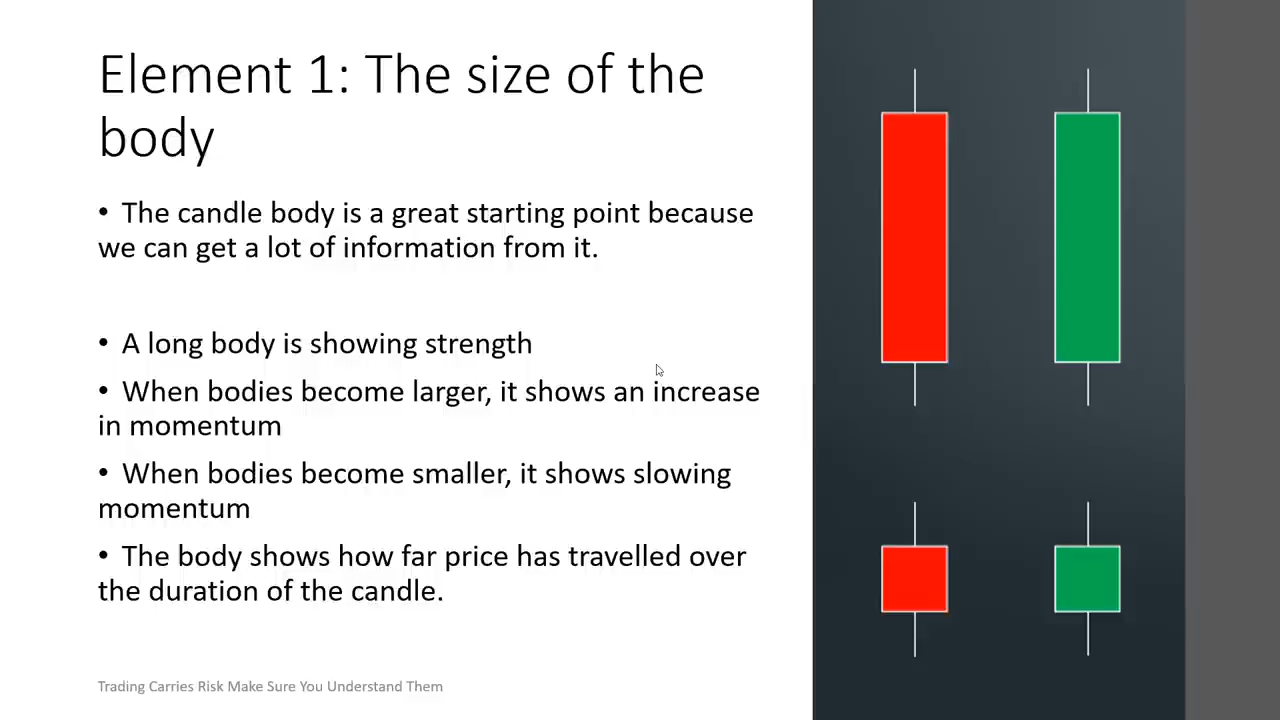 Element 1: The size of the
body
• The candle body is a great starting point because
we can get a lot of information from it.
• A long body is showing strength
• When bodies become larger, it shows an increase
in momentum
• When bodies become smaller, it shows slowing
momentum
• The body shows how far price has travelled over
the duration of the candle.
Trading Carries Risk Make Sure You Understand Them